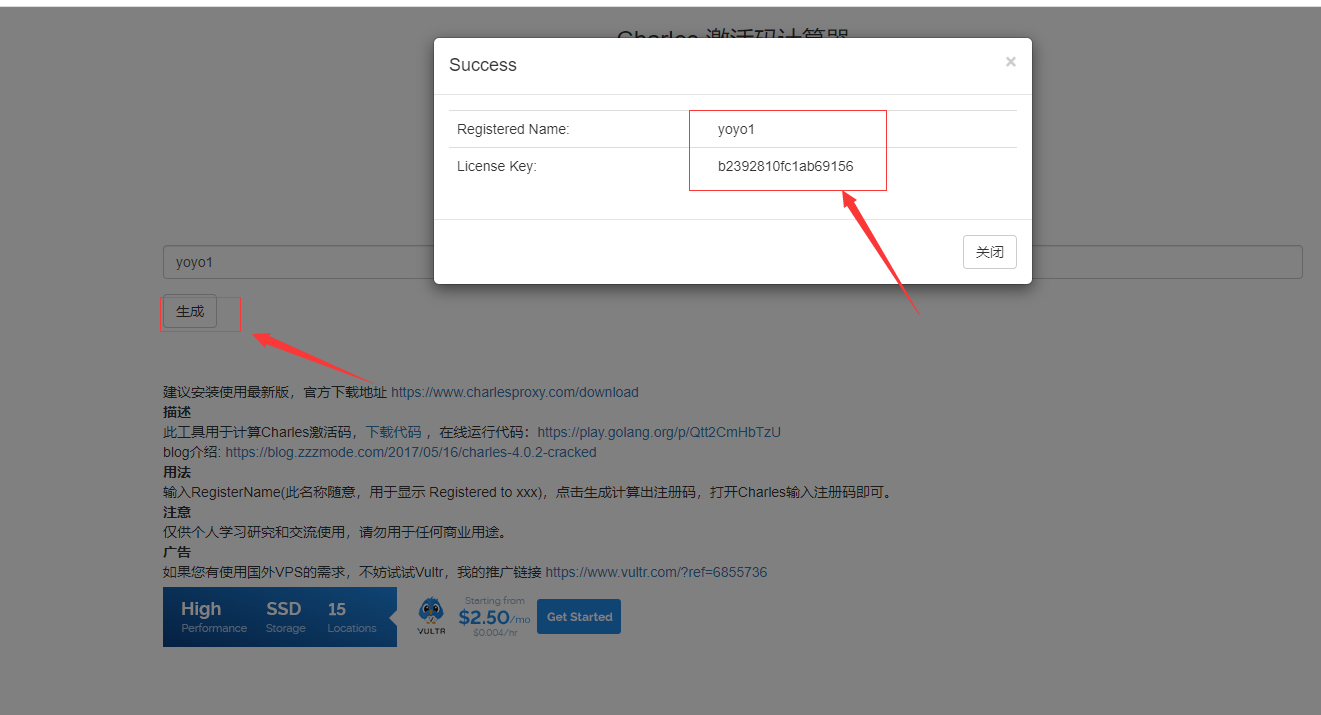 Charles 激活码计算器
Success
×
Registered Name: yoyo1
License Key: b2392810fc1ab69156
关闭
yoyo1
生成
建议安装使用最新版，官方下载地址 https://www.charlesproxy.com/download
描述
此工具用于计算Charles激活码，下载代码 ，在线运行代码：https://play.golang.org/p/Qtt2CmHbTzU
blog介绍: https://blog.zzzmode.com/2017/05/16/charles-4.0.2-cracked
用法
输入RegisterName(此名称随意，用于显示 Registered to xxx)，点击生成计算出注册码，打开Charles输入注册码即可。
注意
仅供个人学习研究和交流使用，请勿用于任何商业用途。
广告
如果您有使用国外VPS的需求，不妨试试Vultr，我的推广链接 https://www.vultr.com/?ref=6855736
High Performance
SSD Storage
15 Locations
VULTR
Starting from
$2.50/mo
$0.004/hr
Get Started